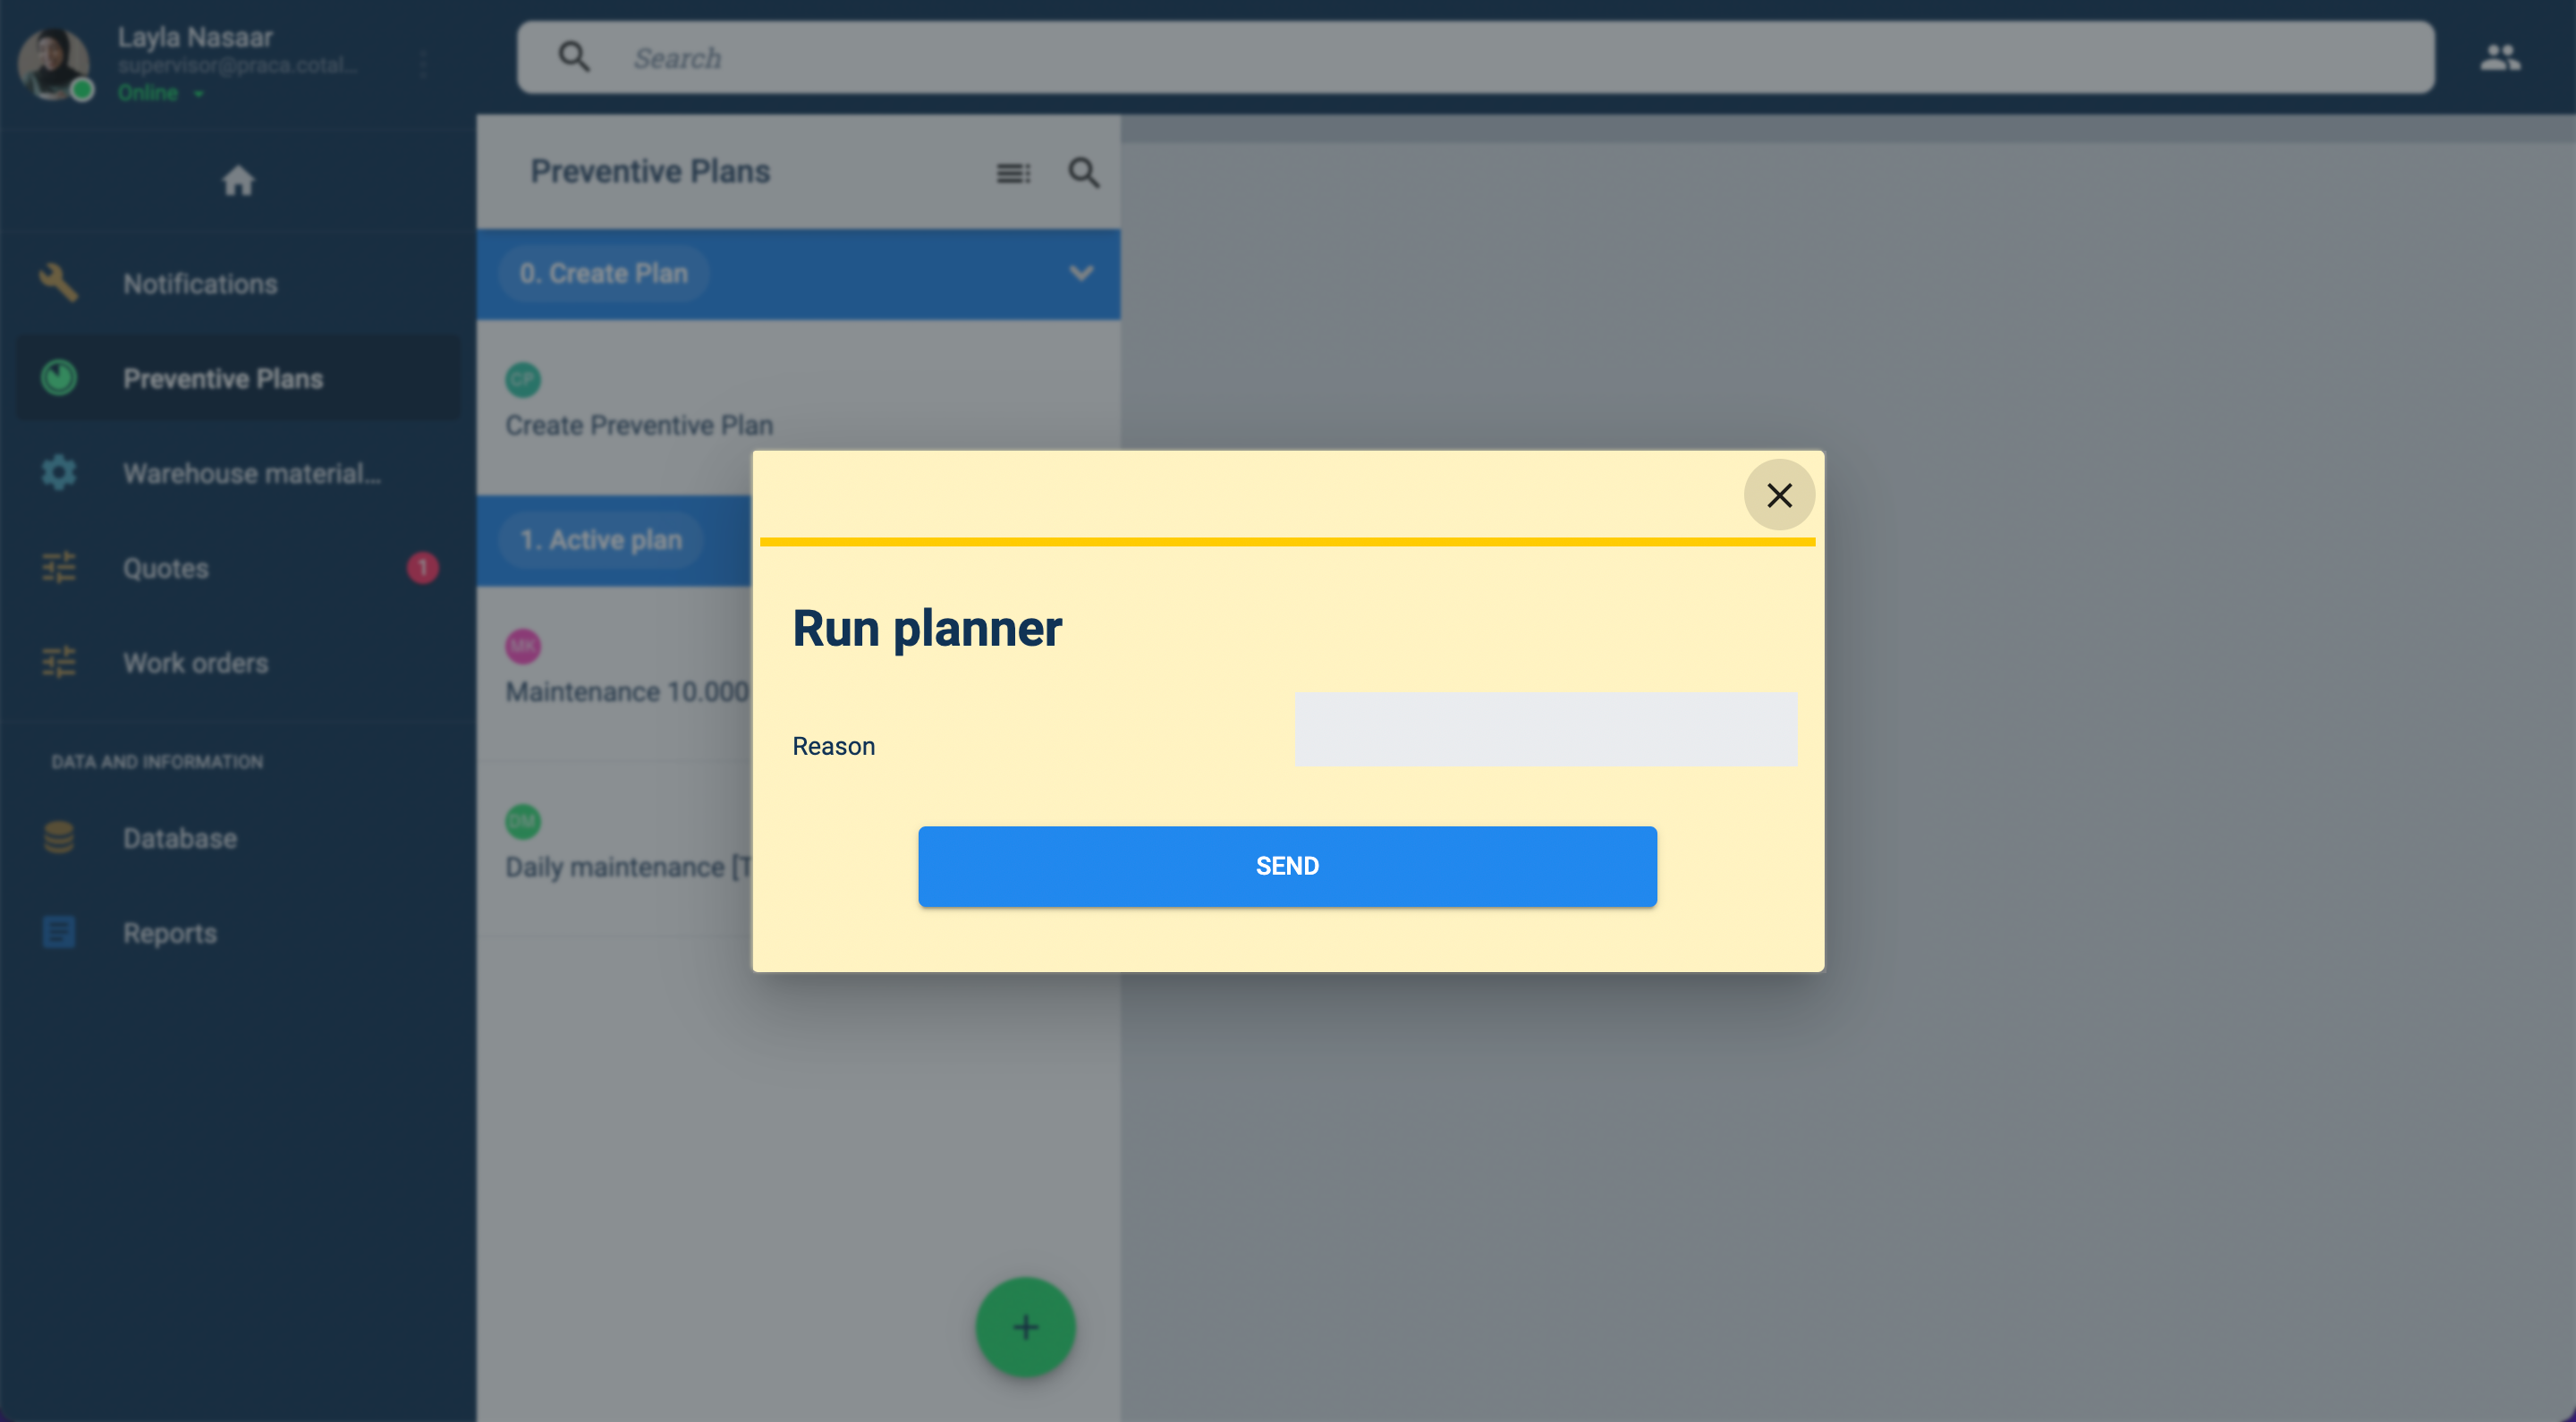 Layla Nasaar
supervisor@praca.cotal...
Online
Search
Notifications
Preventive Plans
Warehouse material...
Quotes
1
Work orders
DATA AND INFORMATION
Database
Reports
Preventive Plans
0. Create Plan
CP
Create Preventive Plan
1. Active plan
MK
Maintenance 10.000
DM
Daily maintenance [T
Run planner
Reason
SEND